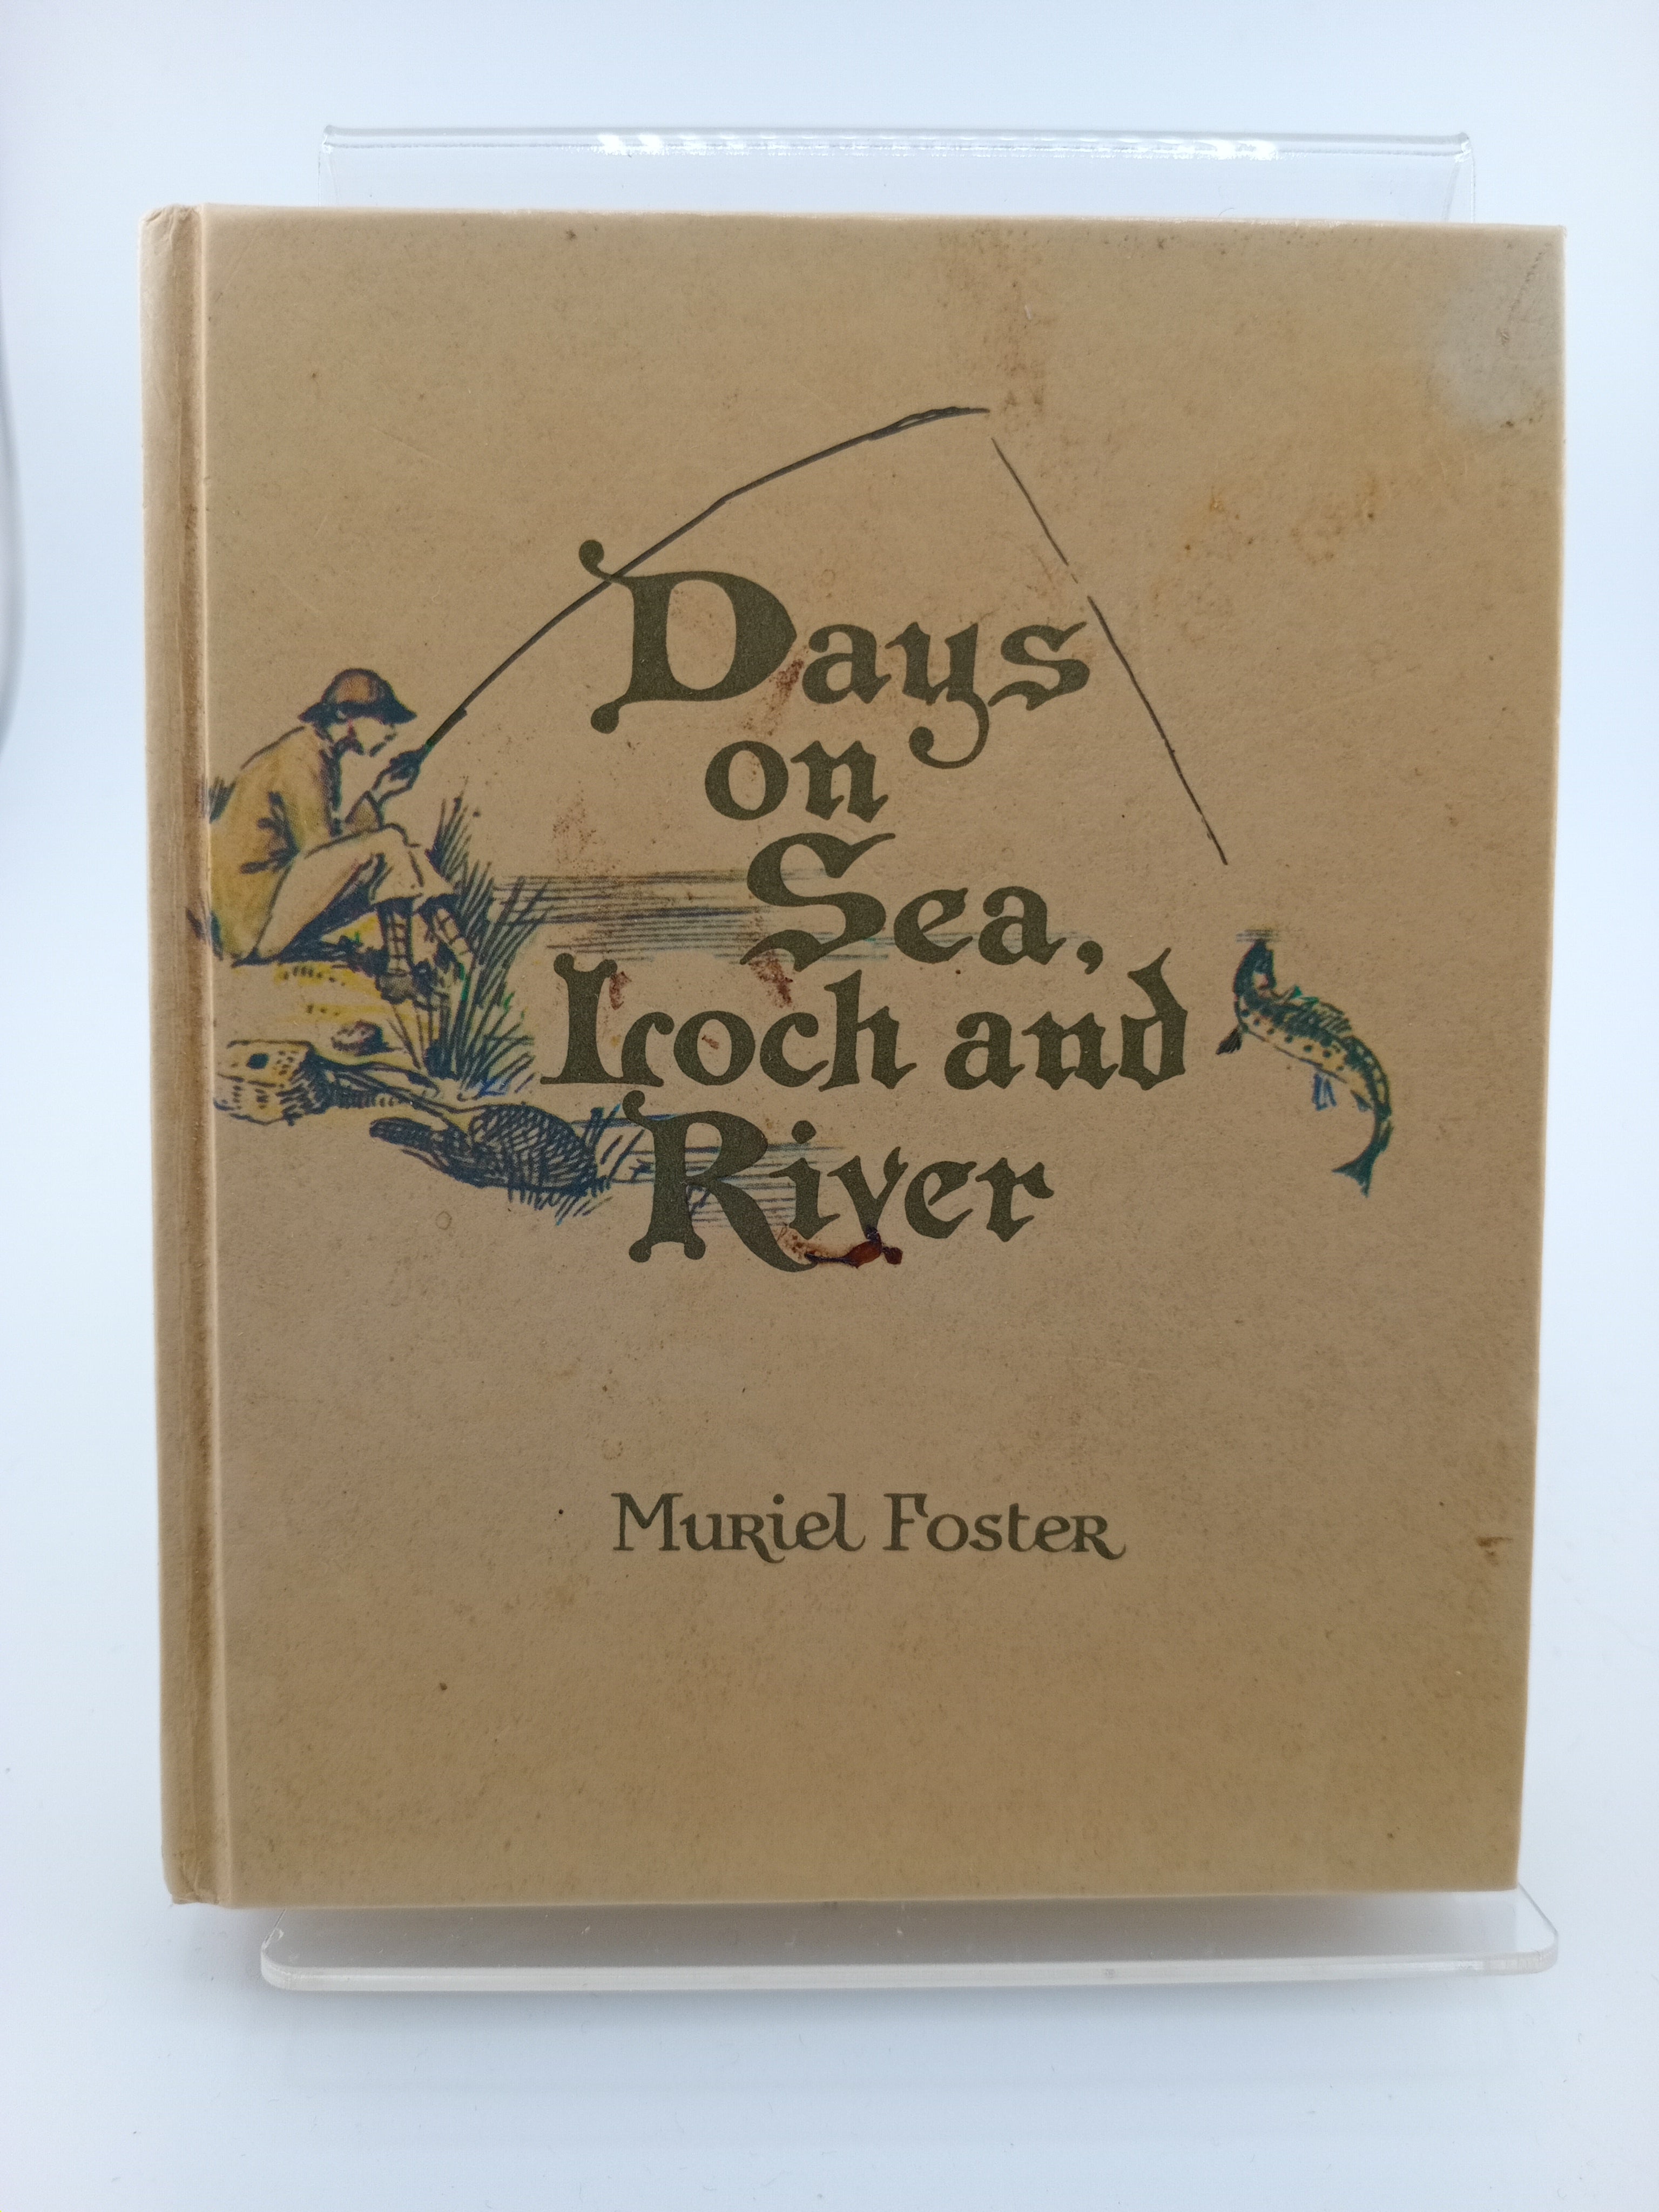 Days
on
Sea,
Loch and
River
Muriel Foster